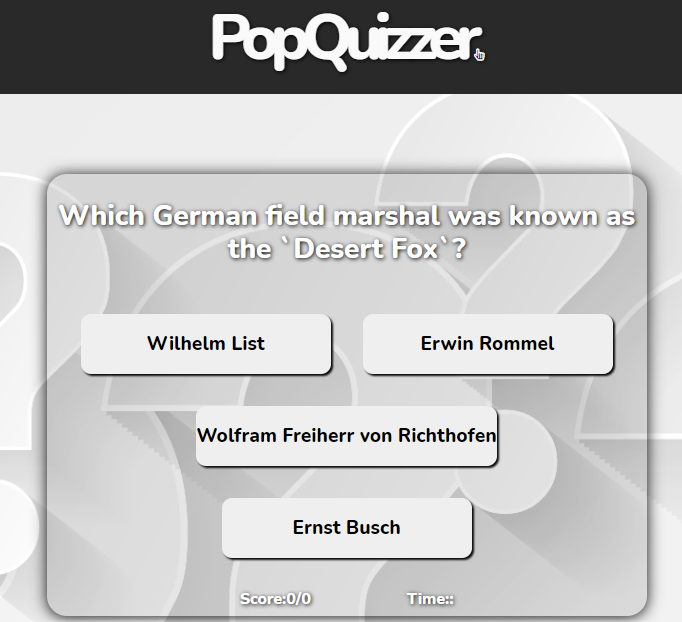 PopQuizzer
Which German field marshal was known as
the `Desert Fox`?
Wilhelm List
Erwin Rommel
Wolfram Freiherr von Richthofen
Ernst Busch
Score:0/0
Time::